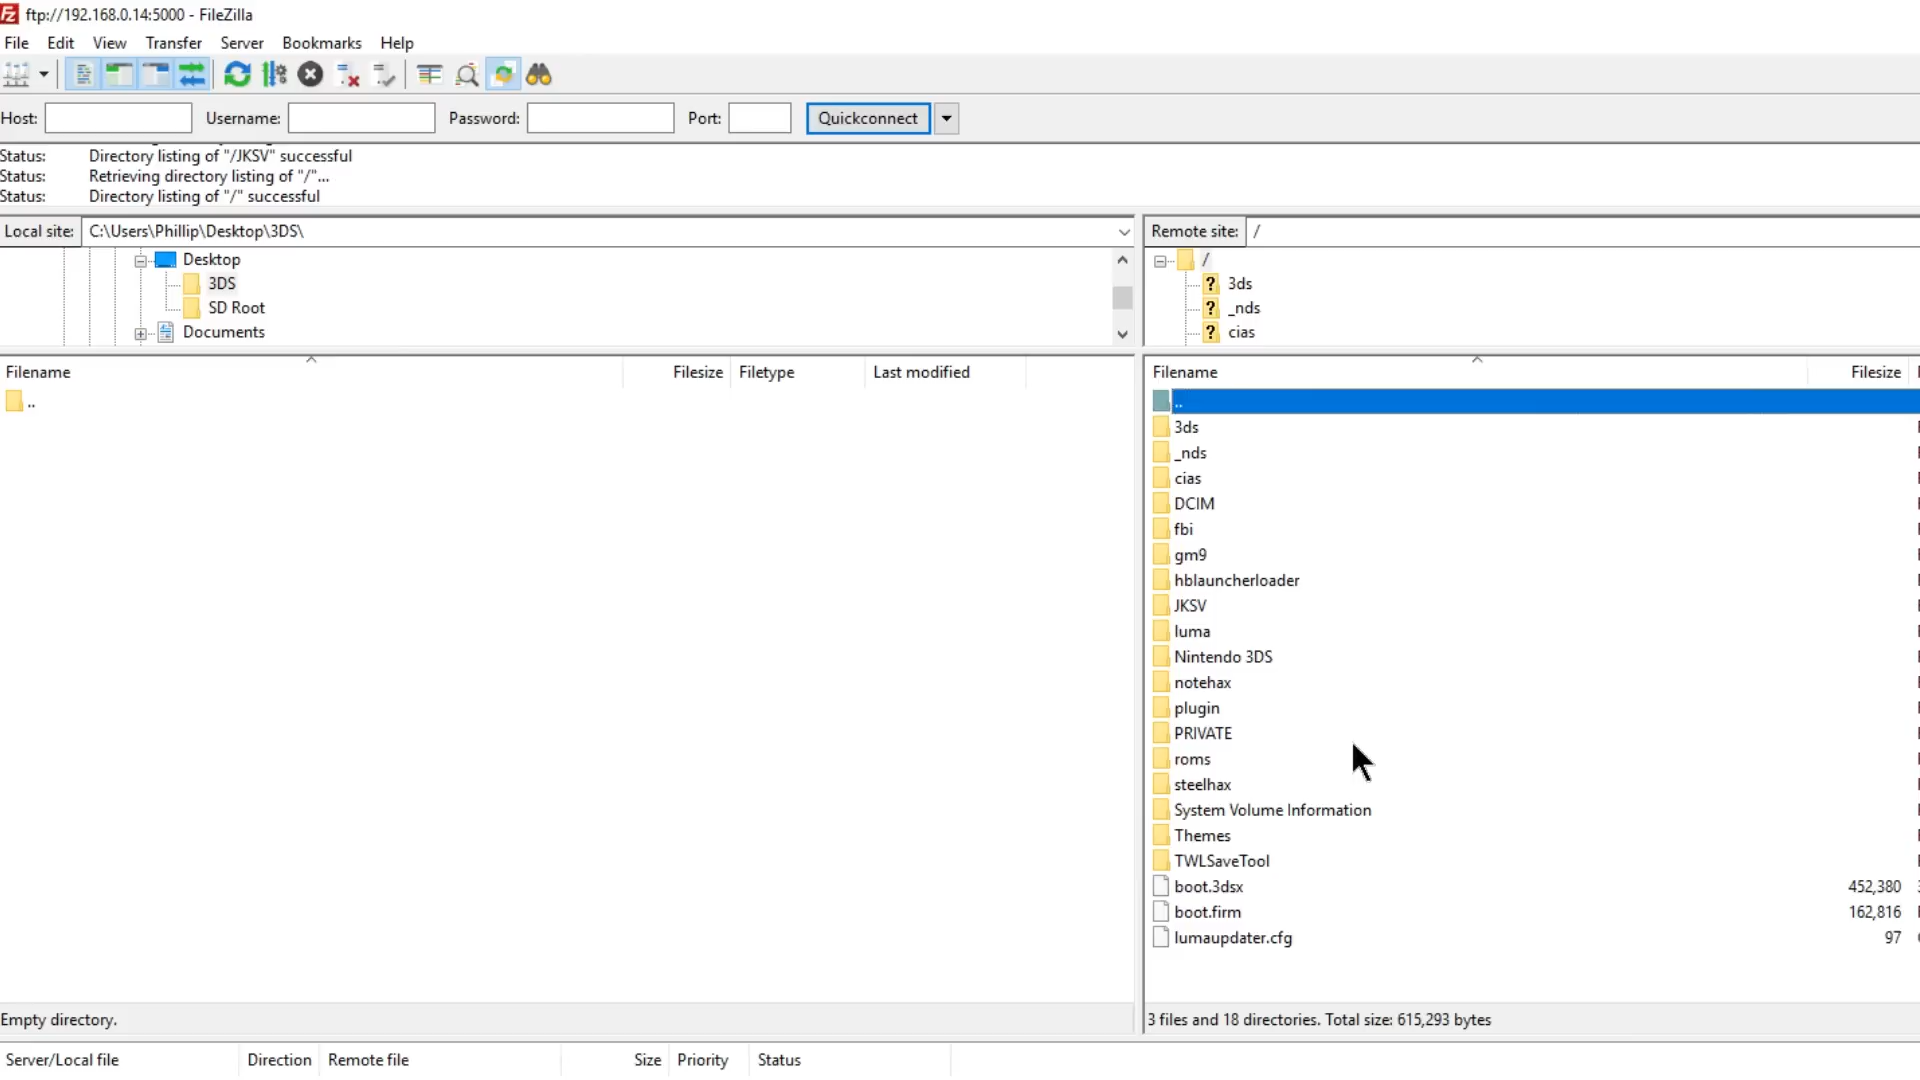 ftp://192.168.0.14:5000 - FileZilla
File Edit View Transfer Server Bookmarks Help
Host: Username: Password: Port: Quickconnect
Status: Directory listing of "/JKSV" successful
Status: Retrieving directory listing of "/"...
Status: Directory listing of "/" successful
Local site: C:\Users\Phillip\Desktop\3DS\
Desktop
3DS
SD Root
Documents
Remote site: /
/
? 3ds
? _nds
? cias
Filename Filesize Filetype Last modified
..
Empty directory.
Filename Filesize
..
3ds
_nds
cias
DCIM
fbi
gm9
hblauncherloader
JKSV
luma
Nintendo 3DS
notehax
plugin
PRIVATE
roms
steelhax
System Volume Information
Themes
TWLSaveTool
boot.3dsx 452,380
boot.firm 162,816
lumaupdater.cfg 97
3 files and 18 directories. Total size: 615,293 bytes
Server/Local file Direction Remote file Size Priority Status